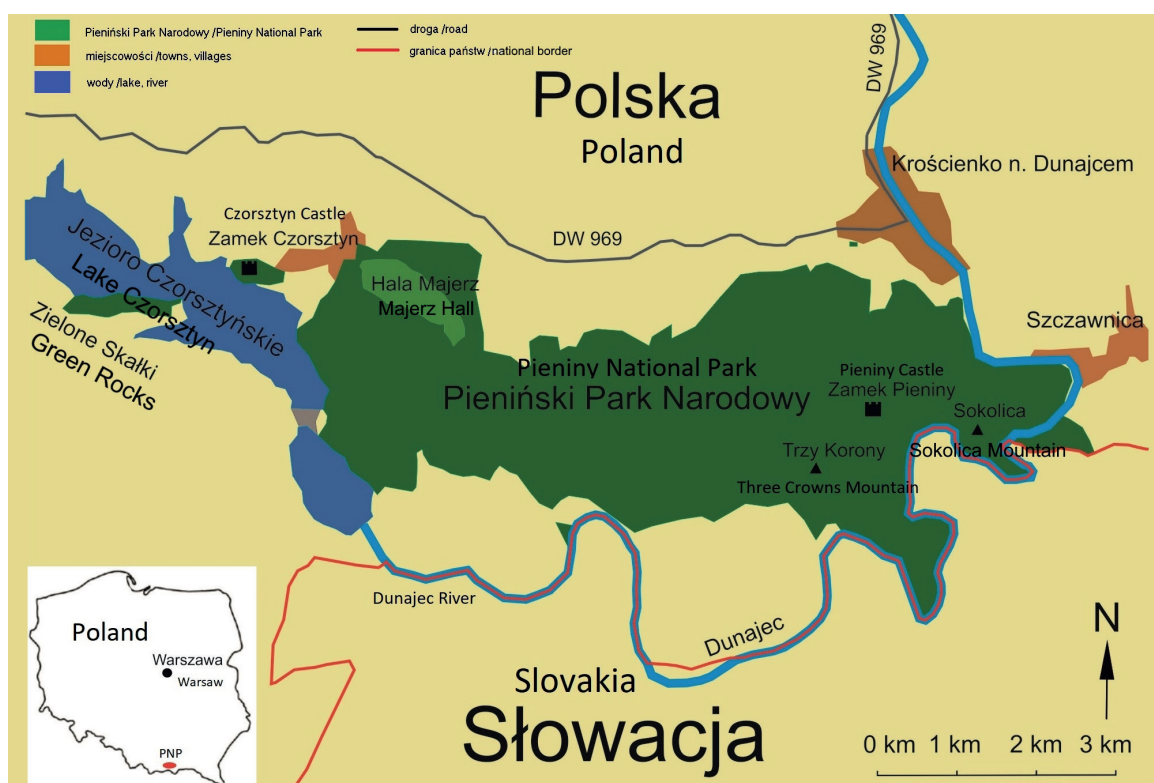 Pieniński Park Narodowy /Pieniny National Park
miejscowości /towns, villages
wody /lake, river
droga /road
granica państw /national border
DW 969
Polska
Poland
Krościenko n. Dunajcem
Czorsztyn Castle
Zamek Czorsztyn
DW 969
Jezioro Czorsztyńskie
Lake Czorsztyn
Hala Majerz
Majerz Hall
Zielone Skałki
Green Rocks
Szczawnica
Pieniny National Park
Pieniński Park Narodowy
Pieniny Castle
Zamek Pieniny
Sokolica
Sokolica Mountain
Trzy Korony
Three Crowns Mountain
Dunajec River
Dunajec
Slovakia
Słowacja
Poland
Warszawa
Warsaw
PNP
N
0 km 1 km 2 km 3 km